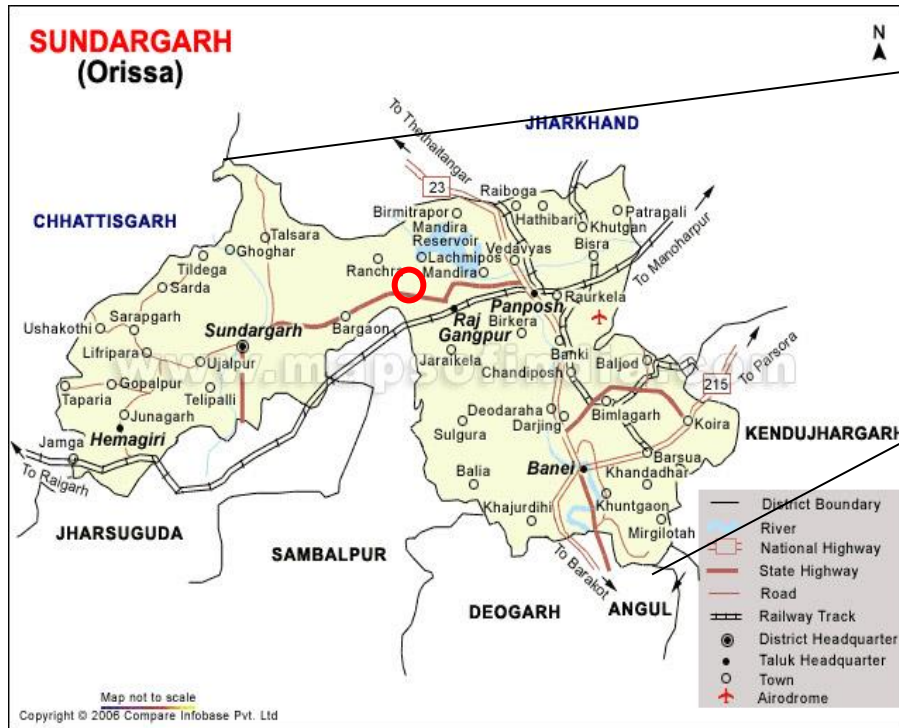 SUNDARGARH
(Orissa)
N
JHARKHAND
CHHATTISGARH
To Thethaitangar
23
Raiboga
Birmitrapor
Hathibari
Patrapali
Khutgan
Mandira
Reservoir
Vedavyas
Bisra
To Manoharpur
Talsara
Ghoghar
Tildega
Lachmipos
Ranchra
Mandira
Sarda
Panposh
Raurkela
Ushakothi
Sarapgarh
Sundargarh
Bargaon
Raj
Gangpur
Birkera
Lifripara
Ujalpur
Jaraikela
Banki
Chandiposh
Baljod
To Parsora
www.mapsofindia.com
215
Taparia
Gopalpur
Telipalli
Junagarh
Deodaraha
Darjing
Bimlagarh
Koira
Hemagiri
Sulgura
KENDUJHARGARH
Jamga
To Raigarh
Balia
Banei
Barsua
Khandadhar
Khajurdihi
Khuntgaon
Mirgilotah
JHARSUGUDA
SAMBALPUR
To Barakot
DEOGARH
ANGUL
District Boundary
River
National Highway
State Highway
Road
Railway Track
District Headquarter
Taluk Headquarter
Town
Airodrome
Map not to scale
Copyright © 2006 Compare Infobase Pvt. Ltd